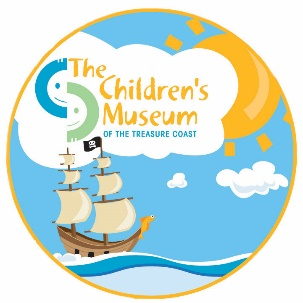 The
Children's
Museum
OF THE TREASURE COAST